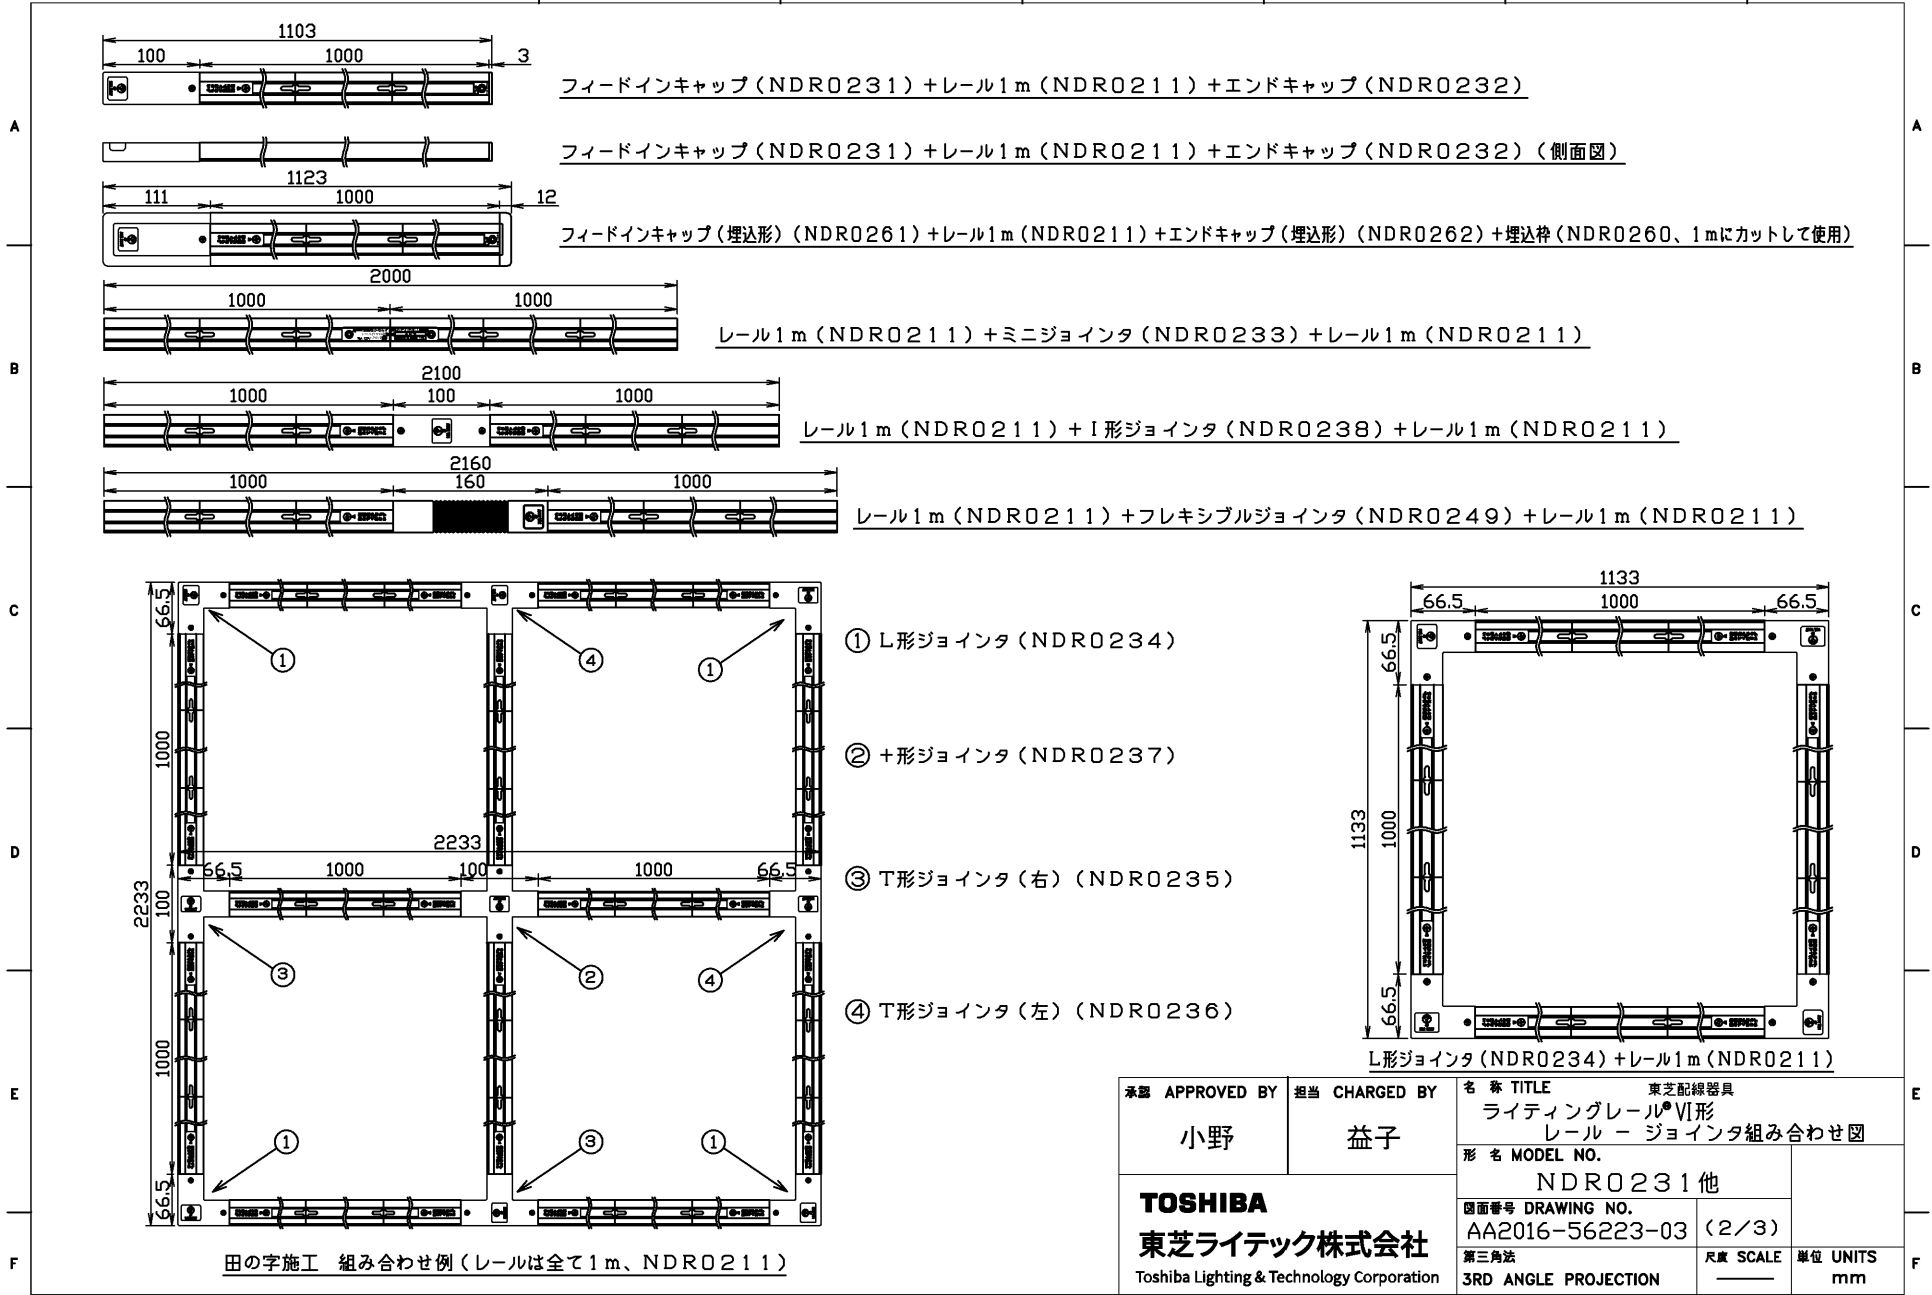 1103
100 1000 3
フィードインキャップ(NDR0231)+レール1m(NDR0211)+エンドキャップ(NDR0232)
A A
フィードインキャップ(NDR0231)+レール1m(NDR0211)+エンドキャップ(NDR0232)(側面図)
1123
111 1000 12
フィードインキャップ(埋込形)(NDR0261)+レール1m(NDR0211)+エンドキャップ(埋込形)(NDR0262)+埋込枠(NDR0260、1mにカットして使用)
2000
1000 1000
レール1m(NDR0211)+ミニジョインタ(NDR0233)+レール1m(NDR0211)
B B
2100
1000 100 1000
レール1m(NDR0211)+I形ジョインタ(NDR0238)+レール1m(NDR0211)
2160
1000 160 1000
レール1m(NDR0211)+フレキシブルジョインタ(NDR0249)+レール1m(NDR0211)
C C
66.5
1000
100
1000
66.5
2233
2233
66.5 1000 100 1000 66.5
① ④ ①
③ ② ④
① ③ ①
① L形ジョインタ(NDR0234)
② +形ジョインタ(NDR0237)
③ T形ジョインタ(右)(NDR0235)
④ T形ジョインタ(左)(NDR0236)
D D
1133
66.5 1000 66.5
66.5
1000
66.5
1133
L形ジョインタ(NDR0234)+レール1m(NDR0211)
E E
田の字施工 組み合わせ例(レールは全て1m、NDR0211)
F F
承認 APPROVED BY
小野
担当 CHARGED BY
益子
名 称 TITLE 東芝配線器具
ライティングレール®VI形
レール - ジョインタ組み合わせ図
形 名 MODEL NO.
NDR0231他
TOSHIBA
東芝ライテック株式会社
Toshiba Lighting & Technology Corporation
図面番号 DRAWING NO.
AA2016-56223-03 (2/3)
第三角法
3RD ANGLE PROJECTION
尺度 SCALE
単位 UNITS
mm